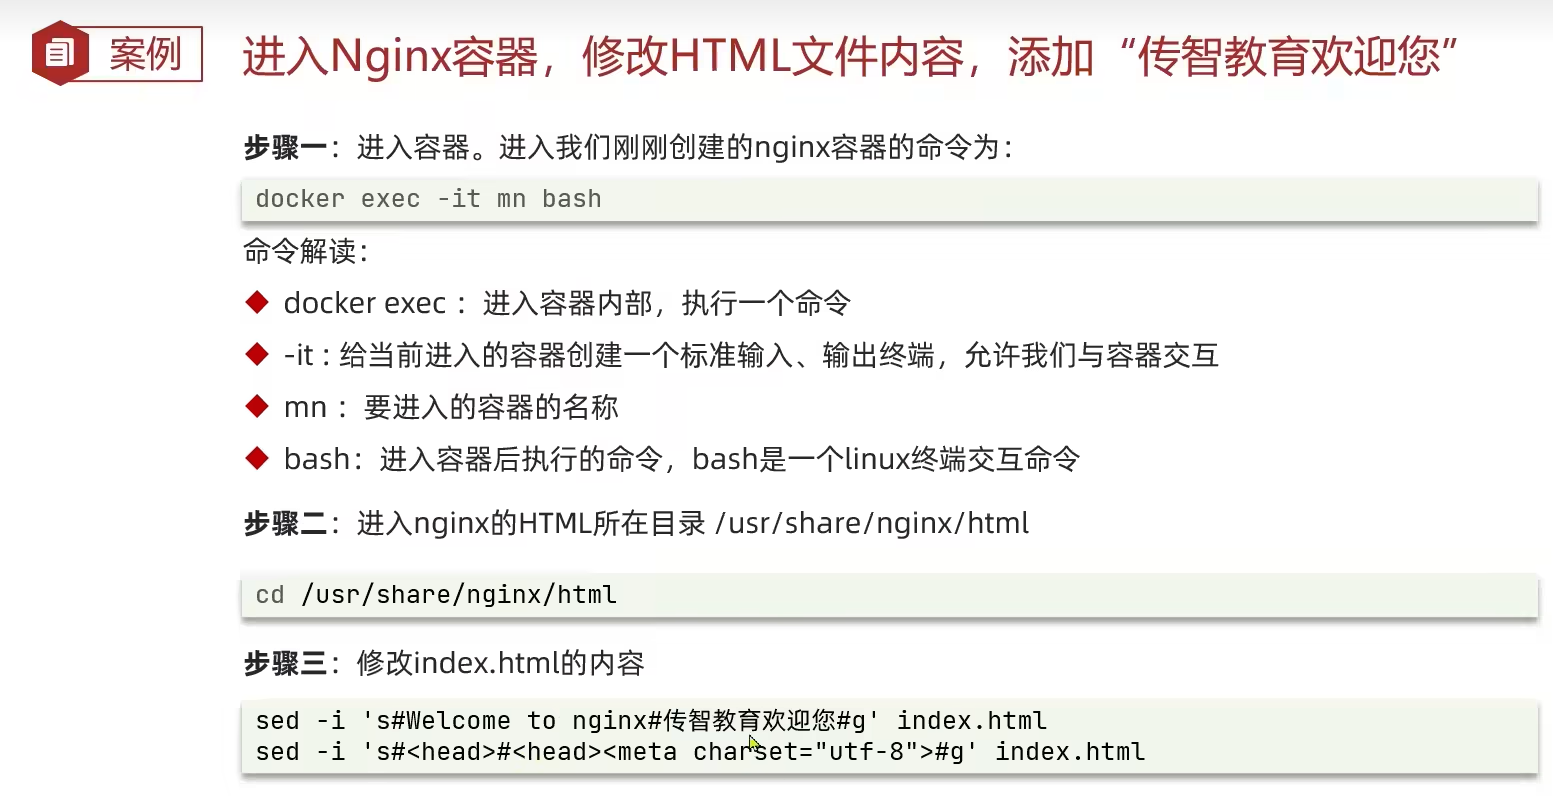 案例
进入Nginx容器，修改HTML文件内容，添加“传智教育欢迎您”
步骤一：进入容器。进入我们刚刚创建的nginx容器的命令为：
docker exec -it mn bash
命令解读：
docker exec ：进入容器内部，执行一个命令
-it : 给当前进入的容器创建一个标准输入、输出终端，允许我们与容器交互
mn ：要进入的容器的名称
bash：进入容器后执行的命令，bash是一个linux终端交互命令
步骤二：进入nginx的HTML所在目录 /usr/share/nginx/html
cd /usr/share/nginx/html
步骤三：修改index.html的内容
sed -i 's#Welcome to nginx#传智教育欢迎您#g' index.html
sed -i 's#<head>#<head><meta charset="utf-8">#g' index.html